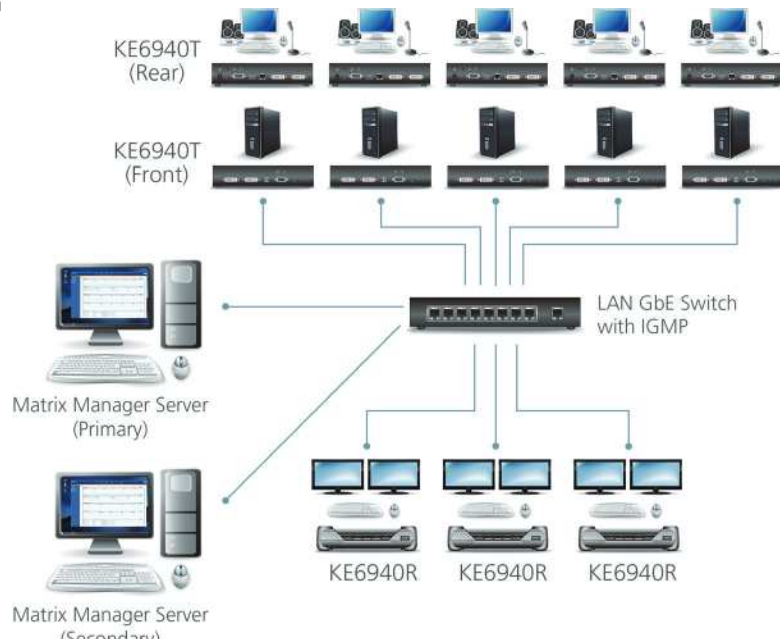 KE6940T
(Rear)
KE6940T
(Front)
LAN GbE Switch
with IGMP
Matrix Manager Server
(Primary)
KE6940R KE6940R KE6940R
Matrix Manager Server
(Secondary)